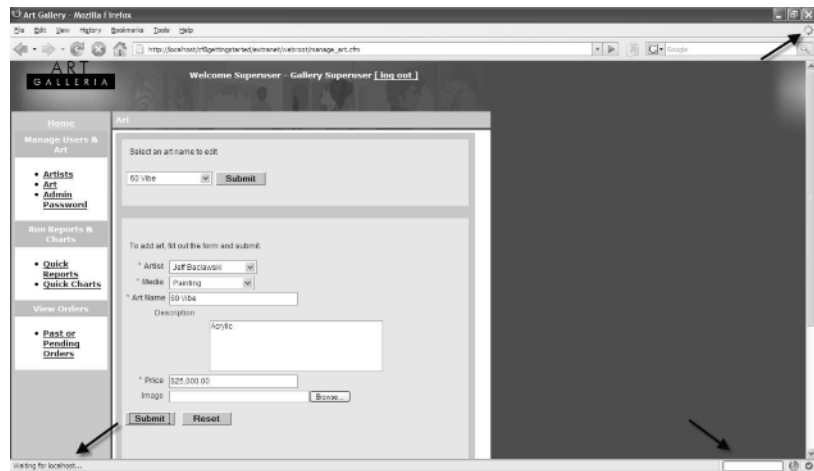 Art Gallery - Mozilla Firefox
File Edit View History Bookmarks Tools Help
http://localhost/cf8gettingstarted/extranet/webroot/manage_art.cfm
Google
ART
GALLERIA
Welcome Superuser - Gallery Superuser [ log out ]
Home
Manage Users &
Art
• Artists
• Art
• Admin
Password
Run Reports &
Charts
• Quick
Reports
• Quick Charts
View Orders
• Past or
Pending
Orders
Art
Select an art name to edit
60 Vibe
Submit
To add art, fill out the form and submit.
* Artist Jeff Baclawski
* Media Painting
* Art Name 60 Vibe
Description
Acrylic
* Price $25,000.00
Image Browse...
Submit Reset
Waiting for localhost...